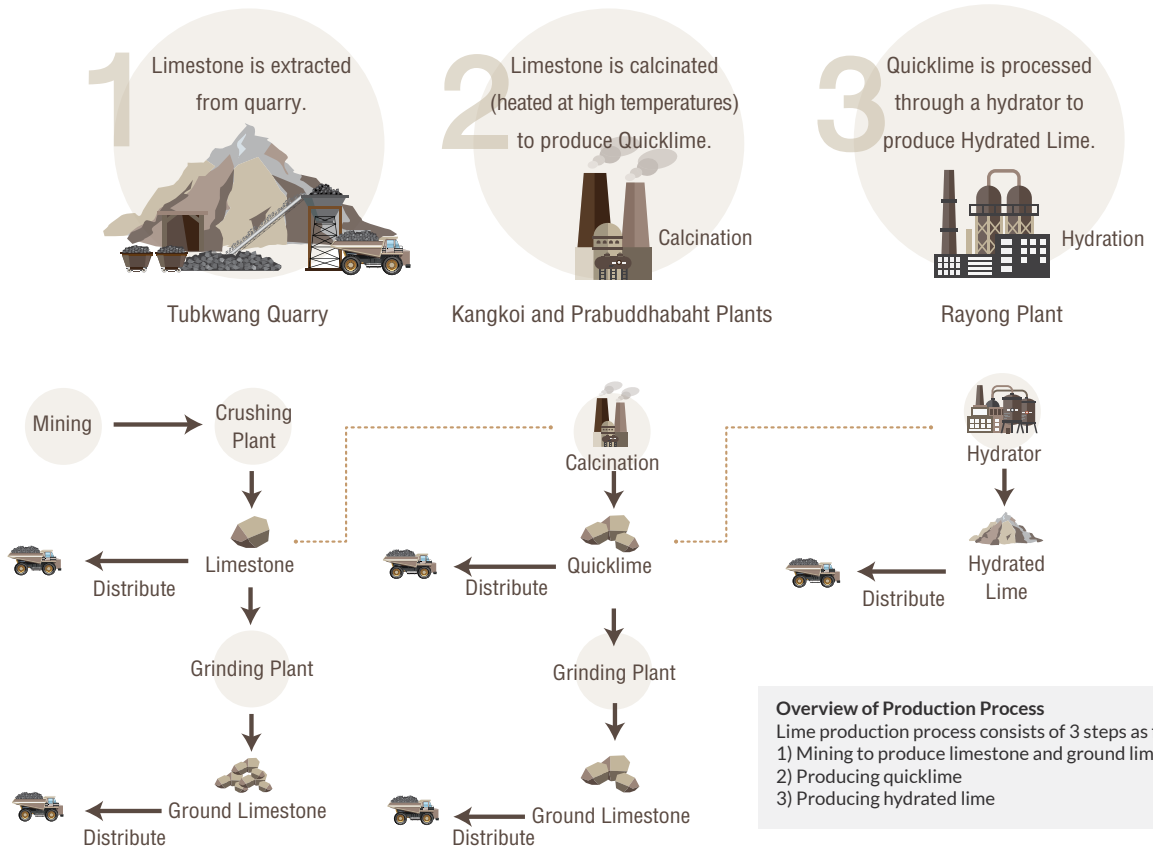 1
Limestone is extracted
from quarry.
Tubkwang Quarry
2
Limestone is calcinated
(heated at high temperatures)
to produce Quicklime.
Calcination
Kangkoi and Prabuddhabaht Plants
3
Quicklime is processed
through a hydrator to
produce Hydrated Lime.
Hydration
Rayong Plant
Mining
Crushing
Plant
Limestone
Distribute
Grinding Plant
Ground Limestone
Distribute
Calcination
Quicklime
Distribute
Grinding Plant
Ground Limestone
Distribute
Hydrator
Hydrated
Lime
Distribute
Overview of Production Process
Lime production process consists of 3 steps as
1) Mining to produce limestone and ground
2) Producing quicklime
3) Producing hydrated lime